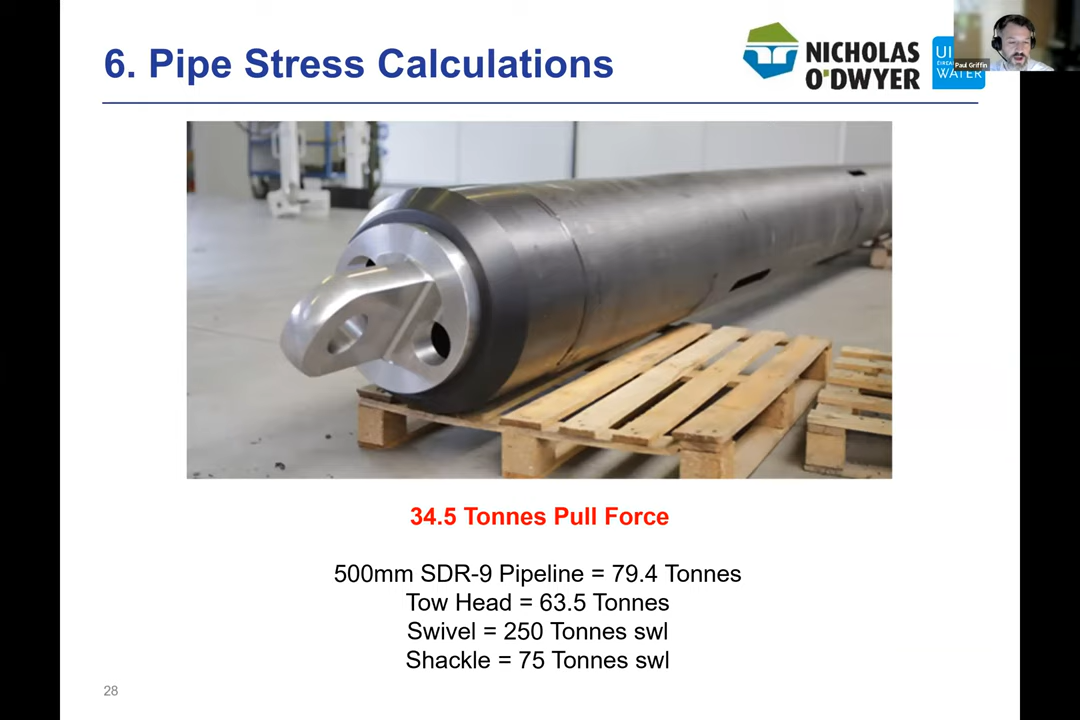 6. Pipe Stress Calculations
NICHOLAS
O'DWYER
UI
WATER
Paul Griffin
34.5 Tonnes Pull Force
500mm SDR-9 Pipeline = 79.4 Tonnes
Tow Head = 63.5 Tonnes
Swivel = 250 Tonnes swl
Shackle = 75 Tonnes swl
28